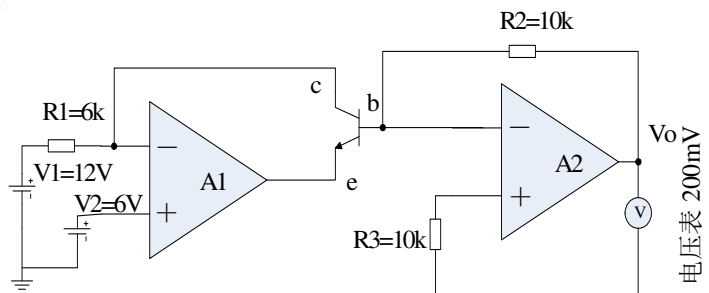 R2=10k
c
b
R1=6k
Vo
V1=12V
A1
A2
e
V2=6V
V
R3=10k
电压表 200mV